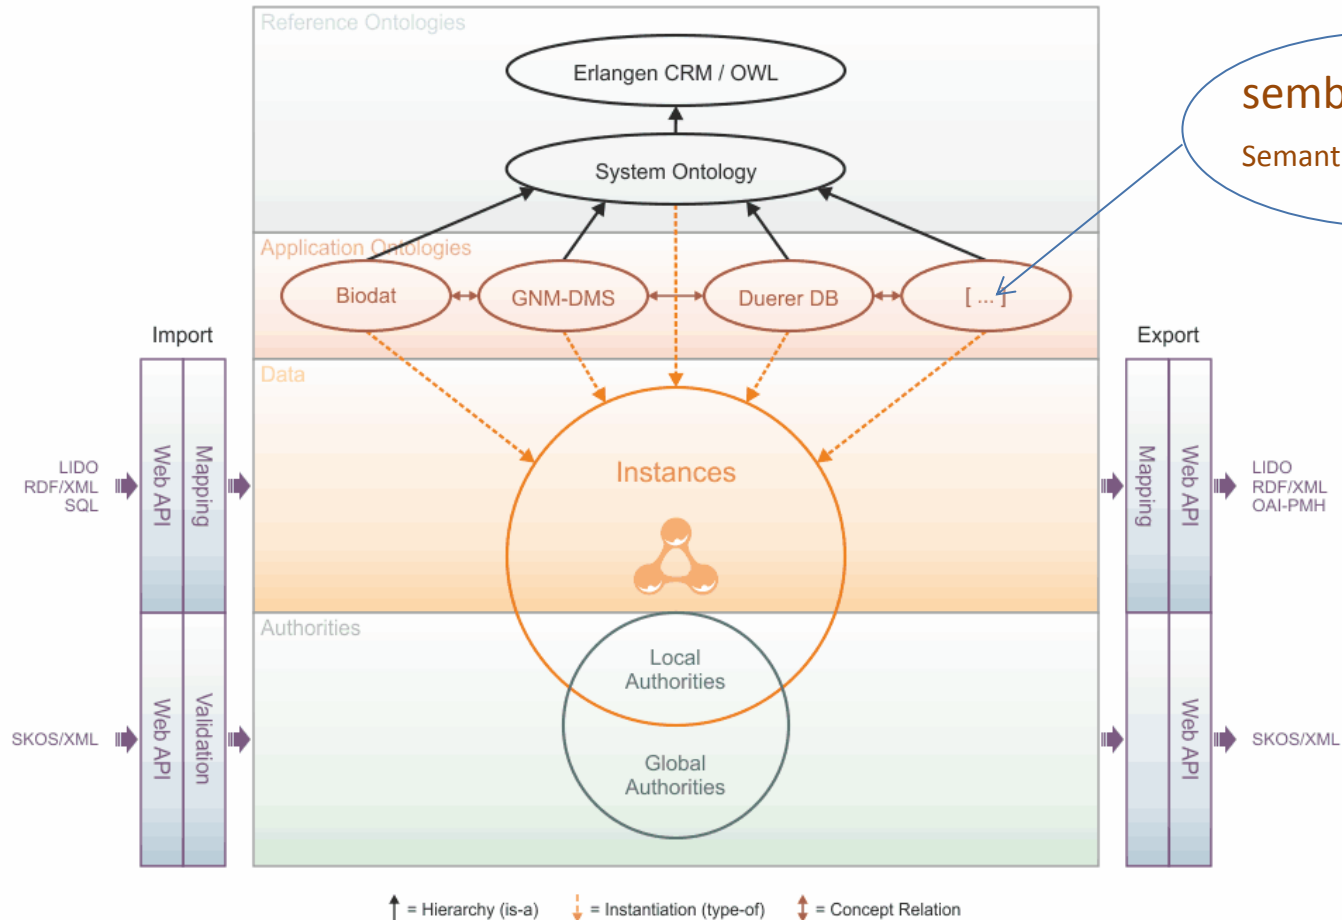 Reference Ontologies
Erlangen CRM / OWL
System Ontology
semb
Semant
Application Ontologies
Biodat
GNM-DMS
Duerer DB
[ ... ]
Import
Export
Data
Instances
LIDO
RDF/XML
SQL
Web API
Mapping
Mapping
Web API
LIDO
RDF/XML
OAI-PMH
Authorities
Local
Authorities
Global
Authorities
SKOS/XML
Web API
Validation
Web API
SKOS/XML
= Hierarchy (is-a)
= Instantiation (type-of)
= Concept Relation